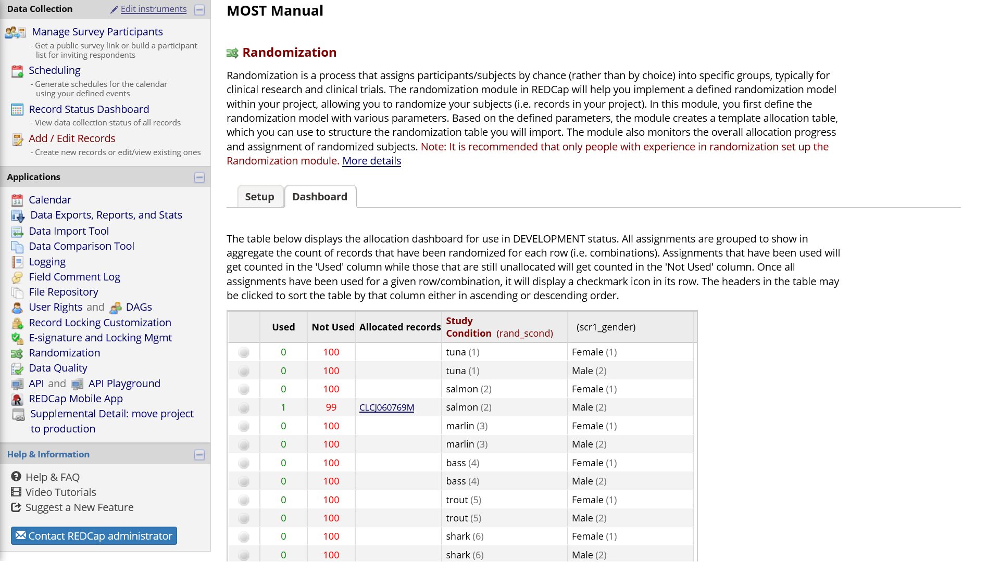 Data Collection Edit instruments
Manage Survey Participants
- Get a public survey link or build a participant
list for inviting respondents
Scheduling
- Generate schedules for the calendar
using your defined events
Record Status Dashboard
- View data collection status of all records
Add / Edit Records
- Create new records or edit/view existing ones
Applications
31 Calendar
Data Exports, Reports, and Stats
Data Import Tool
Data Comparison Tool
Logging
Field Comment Log
File Repository
User Rights and DAGs
Record Locking Customization
E-signature and Locking Mgmt
Randomization
Data Quality
API and API Playground
REDCap Mobile App
Supplemental Detail: move project
to production
Help & Information
Help & FAQ
Video Tutorials
Suggest a New Feature
Contact REDCap administrator
MOST Manual
Randomization
Randomization is a process that assigns participants/subjects by chance (rather than by choice) into specific groups, typically for
clinical research and clinical trials. The randomization module in REDCap will help you implement a defined randomization model
within your project, allowing you to randomize your subjects (i.e. records in your project). In this module, you first define the
randomization model with various parameters. Based on the defined parameters, the module creates a template allocation table,
which you can use to structure the randomization table you will import. The module also monitors the overall allocation progress
and assignment of randomized subjects. Note: It is recommended that only people with experience in randomization set up the
Randomization module. More details
Setup Dashboard
The table below displays the allocation dashboard for use in DEVELOPMENT status. All assignments are grouped to show in
aggregate the count of records that have been randomized for each row (i.e. combinations). Assignments that have been used will
get counted in the 'Used' column while those that are still unallocated will get counted in the 'Not Used' column. Once all
assignments have been used for a given row/combination, it will display a checkmark icon in its row. The headers in the table may
be clicked to sort the table by that column either in ascending or descending order.
Used Not Used Allocated records Study Condition (rand_scond) (scr1_gender)
0 100 tuna (1) Female (1)
0 100 tuna (1) Male (2)
0 100 salmon (2) Female (1)
1 99 CLCJ060769M salmon (2) Male (2)
0 100 marlin (3) Female (1)
0 100 marlin (3) Male (2)
0 100 bass (4) Female (1)
0 100 bass (4) Male (2)
0 100 trout (5) Female (1)
0 100 trout (5) Male (2)
0 100 shark (6) Female (1)
0 100 shark (6) Male (2)